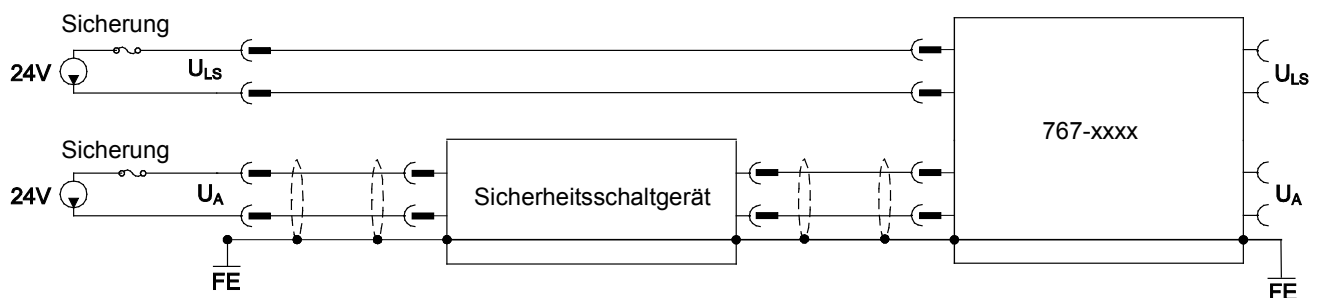 Sicherung
24V
U_LS
767-xxxx
U_LS
Sicherung
24V
U_A
Sicherheitsschaltgerät
U_A
FE
FE